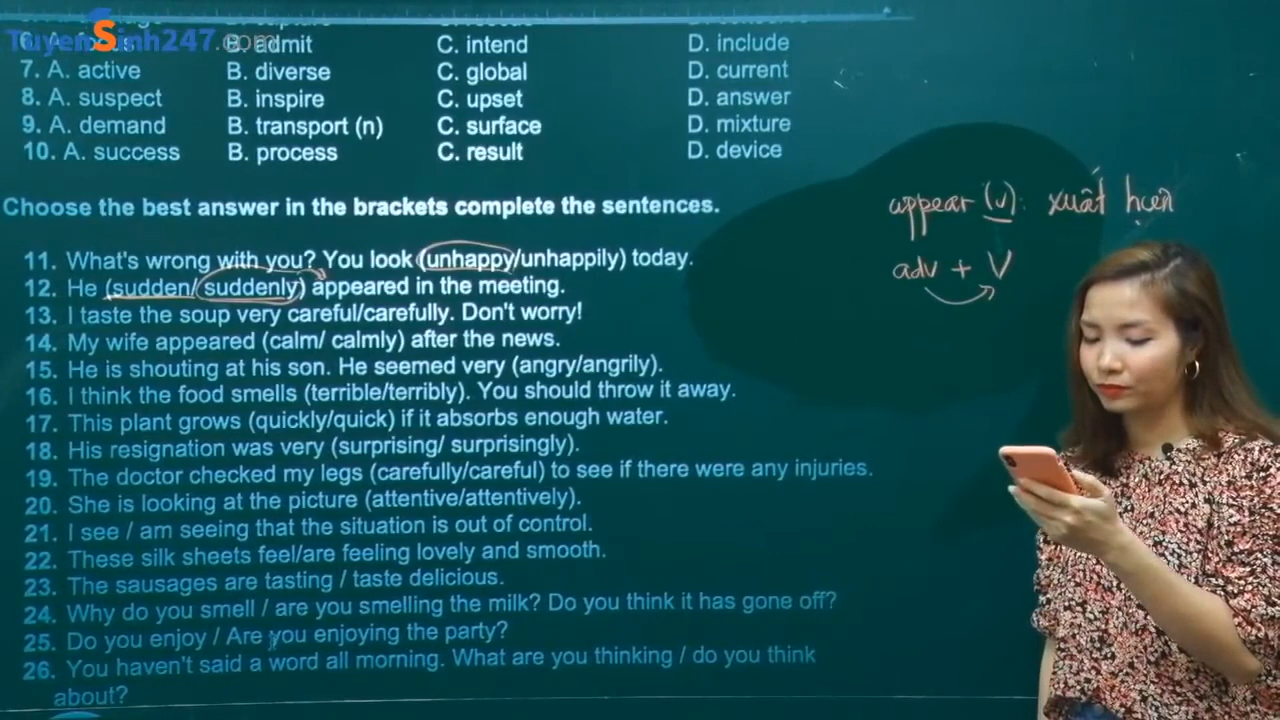 TuyenSinh247.com
6. A. focus B. admit C. intend D. include
7. A. active B. diverse C. global D. current
8. A. suspect B. inspire C. upset D. answer
9. A. demand B. transport (n) C. surface D. mixture
10. A. success B. process C. result D. device
Choose the best answer in the brackets complete the sentences.
11. What's wrong with you? You look (unhappy/unhappily) today.
12. He (sudden/ suddenly) appeared in the meeting.
13. I taste the soup very careful/carefully. Don't worry!
14. My wife appeared (calm/ calmly) after the news.
15. He is shouting at his son. He seemed very (angry/angrily).
16. I think the food smells (terrible/terribly). You should throw it away.
17. This plant grows (quickly/quick) if it absorbs enough water.
18. His resignation was very (surprising/ surprisingly).
19. The doctor checked my legs (carefully/careful) to see if there were any injuries.
20. She is looking at the picture (attentive/attentively).
21. I see / am seeing that the situation is out of control.
22. These silk sheets feel/are feeling lovely and smooth.
23. The sausages are tasting / taste delicious.
24. Why do you smell / are you smelling the milk? Do you think it has gone off?
25. Do you enjoy / Are you enjoying the party?
26. You haven't said a word all morning. What are you thinking / do you think
about?
appear (v): xuất hiện
adv + V